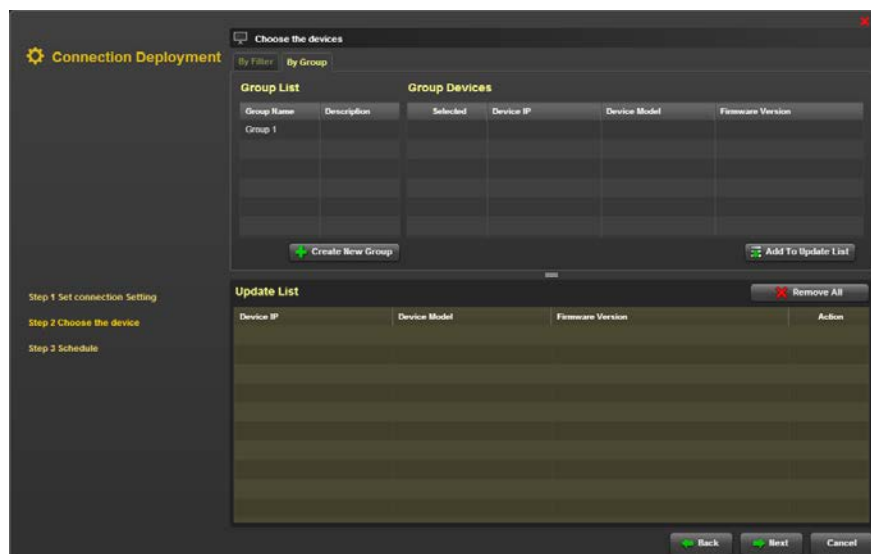 Connection Deployment
Choose the devices
By Filter By Group
Group List
Group Devices
Group Name Description
Selected Device IP Device Model Firmware Version
Group 1
Create New Group
Add To Update List
Step 1 Set connection Setting
Step 2 Choose the device
Step 3 Schedule
Update List
Remove All
Device IP Device Model Firmware Version Action
Back Next Cancel